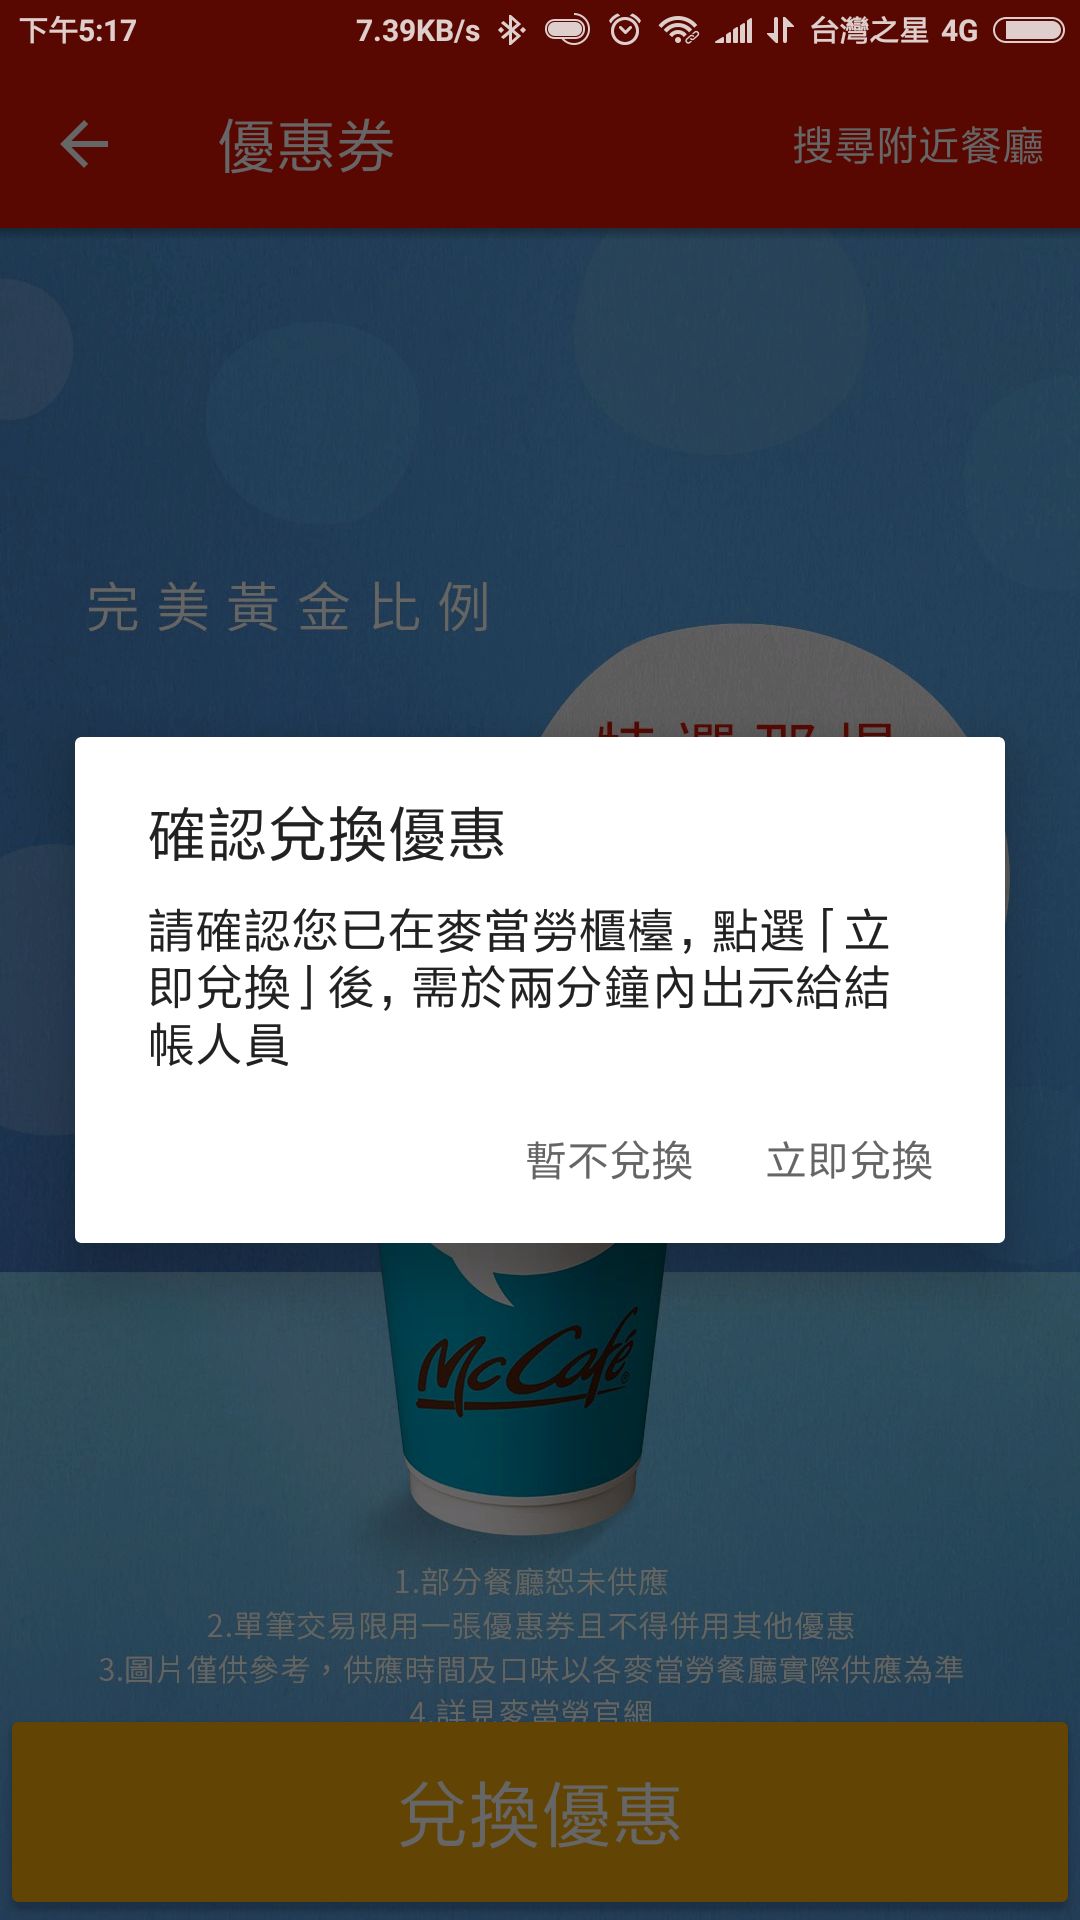 下午5:17 7.39KB/s 台灣之星 4G
優惠券 搜尋附近餐廳
完美黃金比例
確認兌換優惠
請確認您已在麥當勞櫃檯,點選「立
即兌換」後,需於兩分鐘內出示給結
帳人員
暫不兌換 立即兌換
McCafé
1.部分餐廳恕未供應
2.單筆交易限用一張優惠券且不得併用其他優惠
3.圖片僅供參考，供應時間及口味以各麥當勞餐廳實際供應為準
4.詳見麥當勞官網
兌換優惠